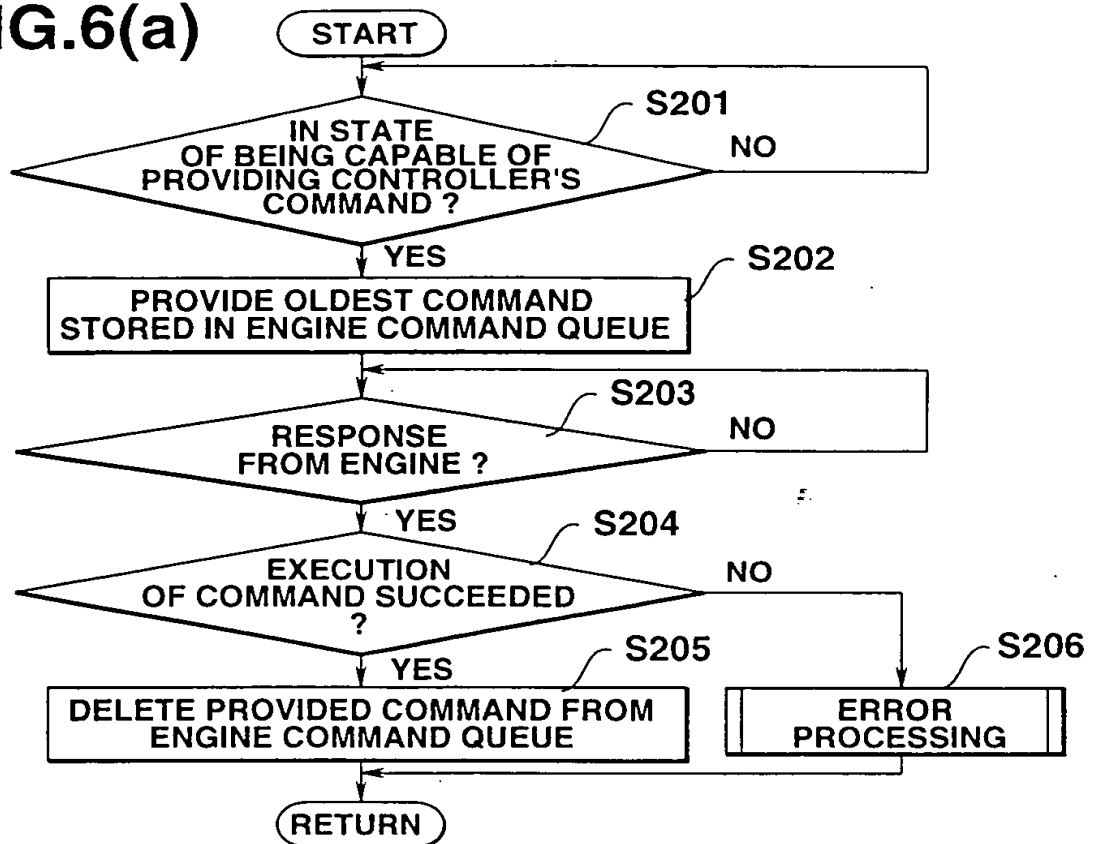 IG.6(a)
START
S201
IN STATE
OF BEING CAPABLE OF
PROVIDING CONTROLLER'S
COMMAND ?
NO
YES
S202
PROVIDE OLDEST COMMAND
STORED IN ENGINE COMMAND QUEUE
S203
RESPONSE
FROM ENGINE ?
NO
YES
S204
EXECUTION
OF COMMAND SUCCEEDED
?
NO
YES
S205
DELETE PROVIDED COMMAND FROM
ENGINE COMMAND QUEUE
S206
ERROR
PROCESSING
RETURN